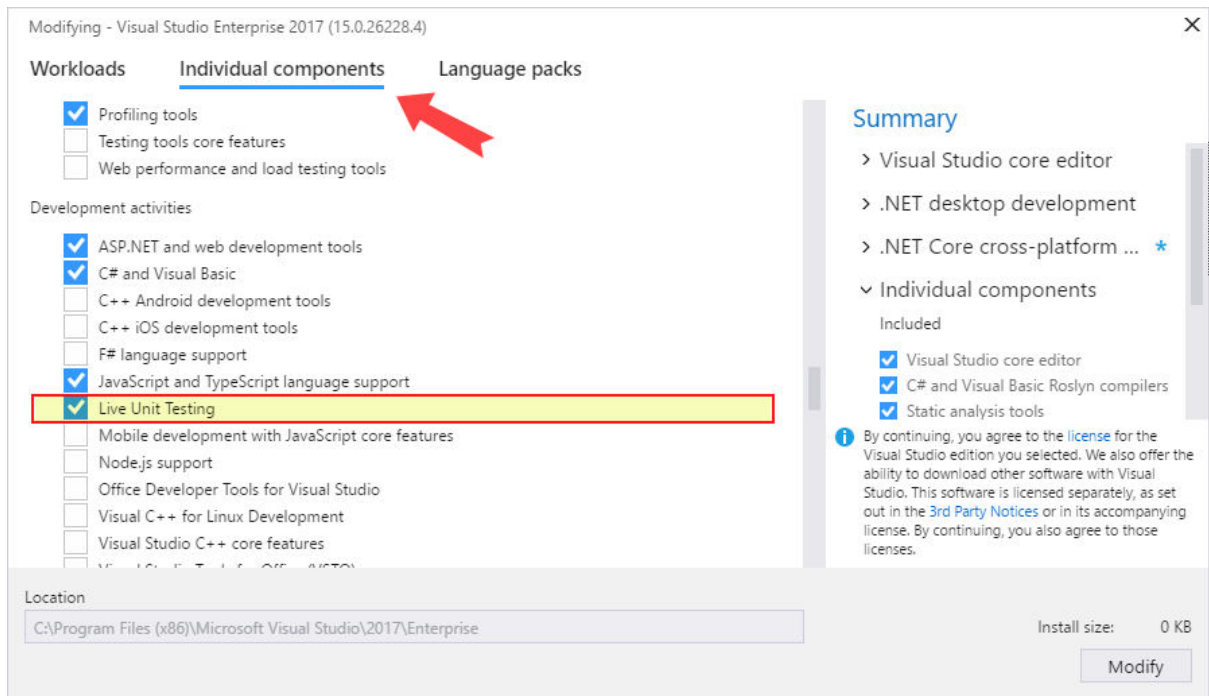 Modifying - Visual Studio Enterprise 2017 (15.0.26228.4)
Workloads
Individual components
Language packs
Profiling tools
Testing tools core features
Web performance and load testing tools
Development activities
ASP.NET and web development tools
C# and Visual Basic
C++ Android development tools
C++ iOS development tools
F# language support
JavaScript and TypeScript language support
Live Unit Testing
Mobile development with JavaScript core features
Node.js support
Office Developer Tools for Visual Studio
Visual C++ for Linux Development
Visual Studio C++ core features
Visual Studio Tools for Office (VSTO)
Summary
Visual Studio core editor
.NET desktop development
.NET Core cross-platform ... *
Individual components
Included
Visual Studio core editor
C# and Visual Basic Roslyn compilers
Static analysis tools
By continuing, you agree to the license for the
Visual Studio edition you selected. We also offer the
ability to download other software with Visual
Studio. This software is licensed separately, as set
out in the 3rd Party Notices or in its accompanying
license. By continuing, you also agree to those
licenses.
Location
C:\Program Files (x86)\Microsoft Visual Studio\2017\Enterprise
Install size: 0 KB
Modify